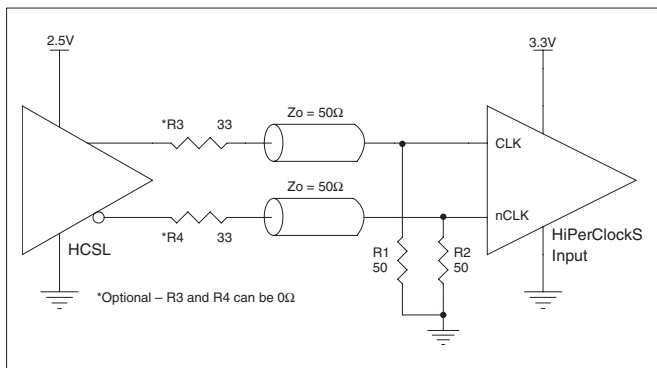 2.5V
3.3V
*R3 33
Zo = 50Ω
CLK
Zo = 50Ω
nCLK
HCSL
*R4 33
R1
50
R2
50
HiPerClockS
Input
*Optional – R3 and R4 can be 0Ω